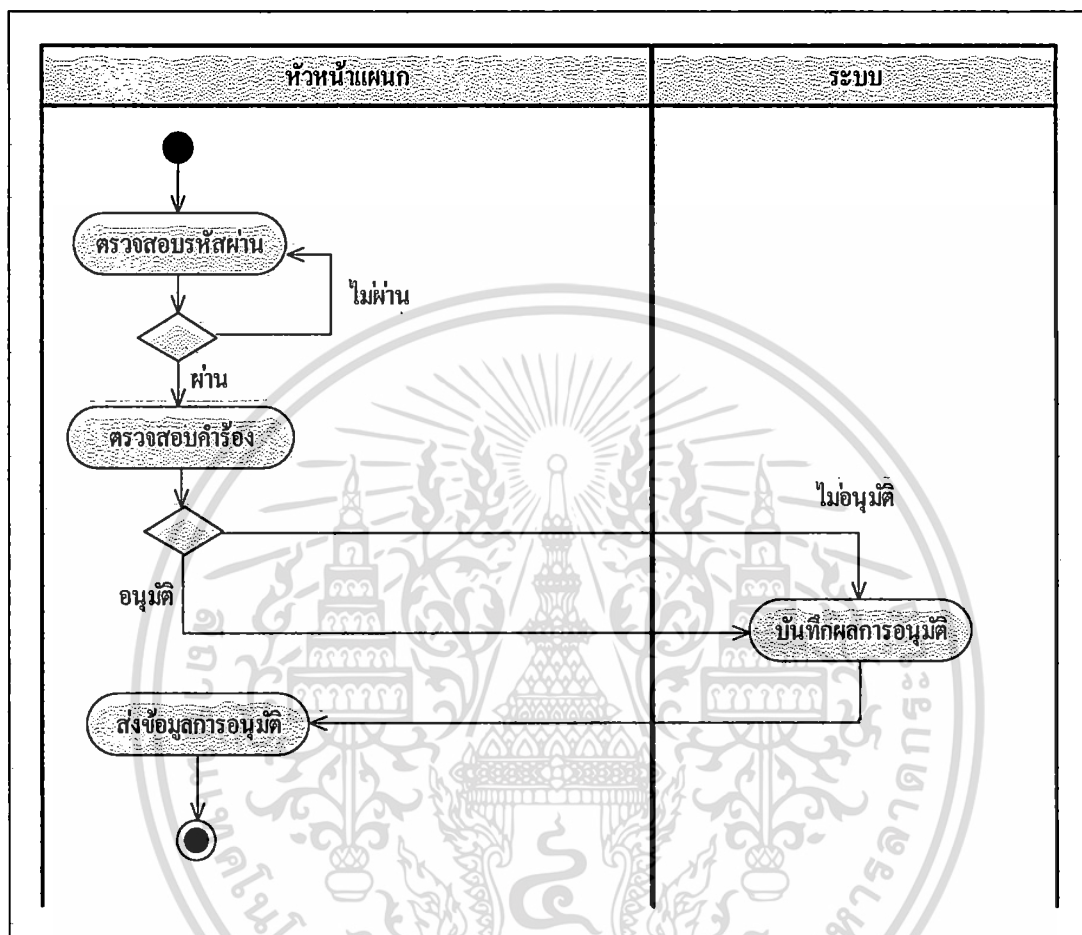 หัวหน้าแผนก
ระบบ
ตรวจสอบรหัสผ่าน
ไม่ผ่าน
ผ่าน
ตรวจสอบคำร้อง
ไม่อนุมัติ
อนุมัติ
บันทึกผลการอนุมัติ
ส่งข้อมูลการอนุมัติ